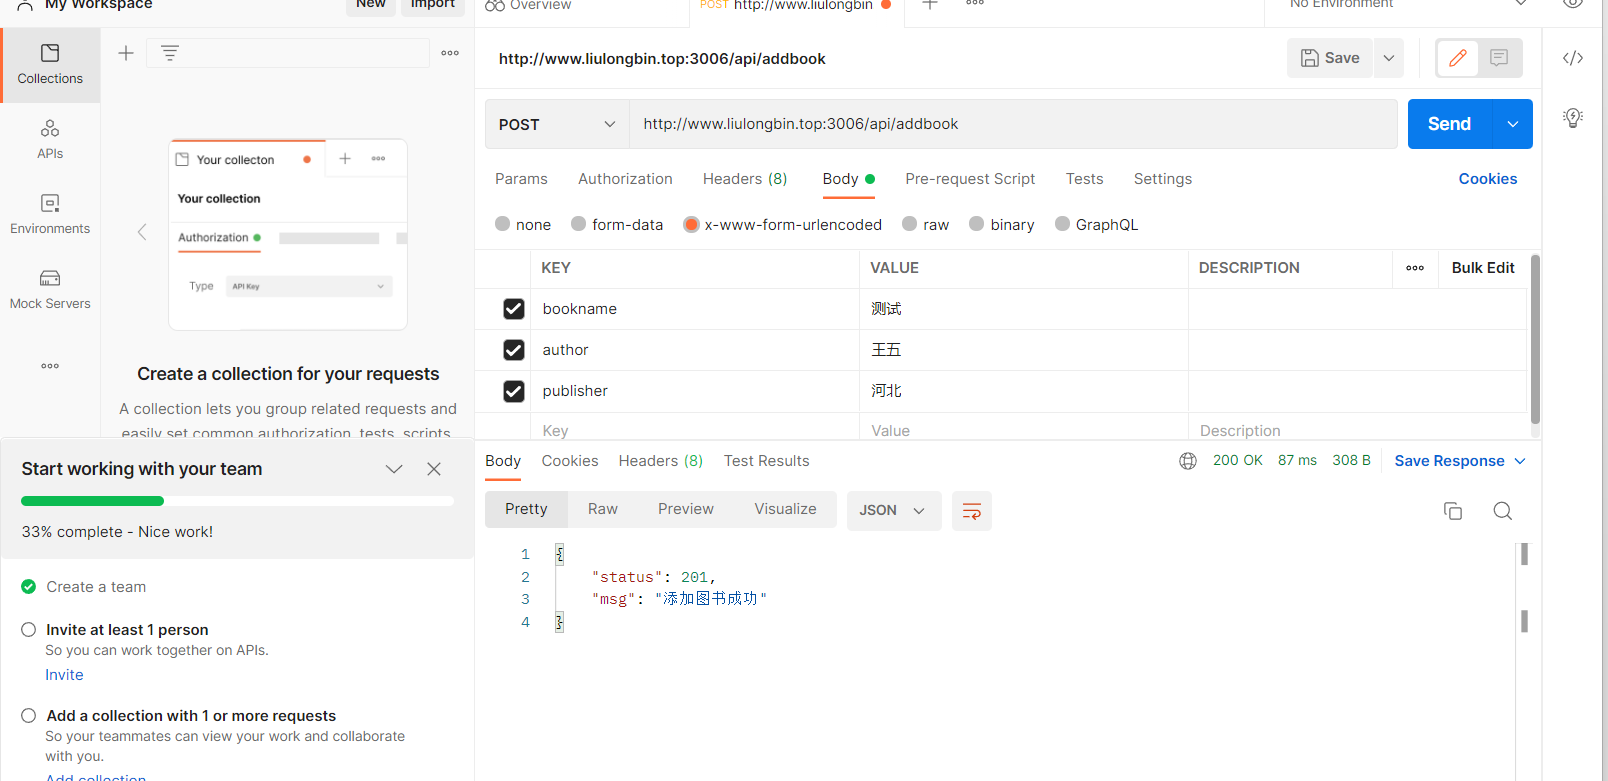 My Workspace
New
Import
Overview
POST http://www.liulongbin
No Environment
Collections
APIs
Environments
Mock Servers
Your collecton
Your collection
Authorization
Type
API Key
Create a collection for your requests
A collection lets you group related requests and
easily set common authorization, tests, scripts,
Start working with your team
33% complete - Nice work!
Create a team
Invite at least 1 person
So you can work together on APIs.
Invite
Add a collection with 1 or more requests
So your teammates can view your work and collaborate
with you.
Add collection
http://www.liulongbin.top:3006/api/addbook
Save
POST
http://www.liulongbin.top:3006/api/addbook
Send
Params Authorization Headers (8) Body Pre-request Script Tests Settings Cookies
none form-data x-www-form-urlencoded raw binary GraphQL
KEY VALUE DESCRIPTION Bulk Edit
bookname 测试
author 王五
publisher 河北
Key Value Description
Body Cookies Headers (8) Test Results 200 OK 87 ms 308 B Save Response
Pretty Raw Preview Visualize JSON
1 {
2 "status": 201,
3 "msg": "添加图书成功"
4 }